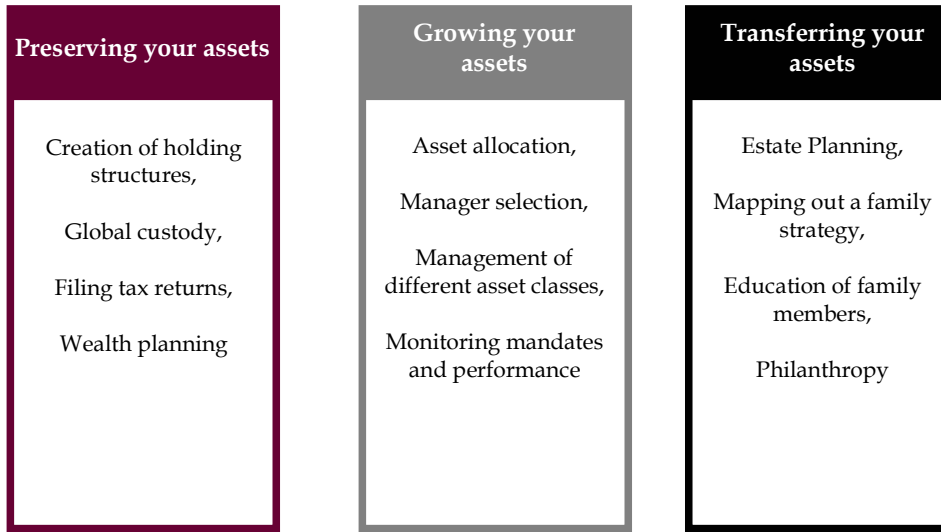 Preserving your assets
Creation of holding
structures,
Global custody,
Filing tax returns,
Wealth planning
Growing your
assets
Asset allocation,
Manager selection,
Management of
different asset classes,
Monitoring mandates
and performance
Transferring your
assets
Estate Planning,
Mapping out a family
strategy,
Education of family
members,
Philanthropy